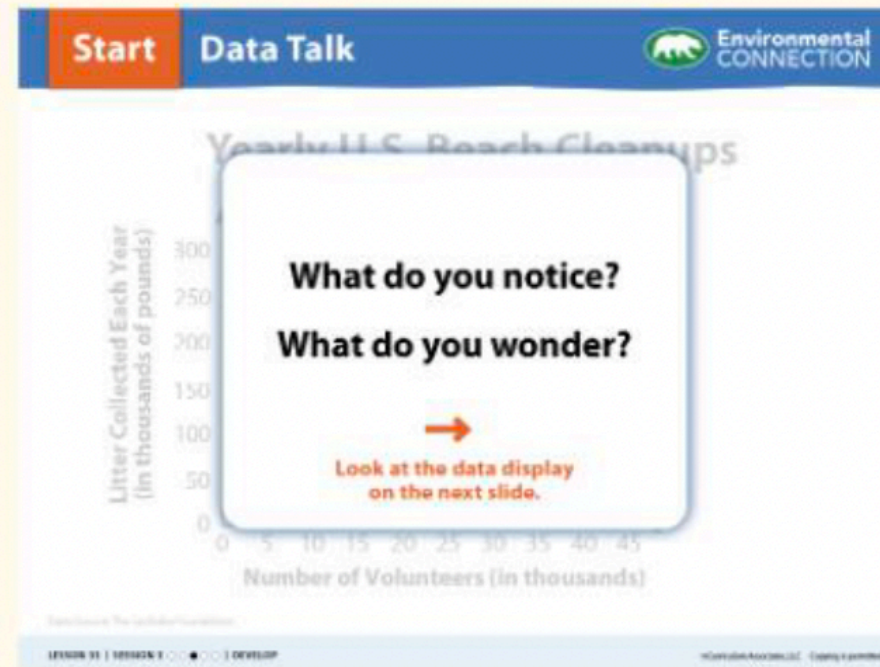 Start Data Talk
Environmental
CONNECTION
Yearly U.S. Beach Cleanups
What do you notice?
What do you wonder?
→
Look at the data display
on the next slide.
Litter Collected Each Year
(in thousands of pounds)
300
250
200
150
100
50
0
0 5 10 15 20 25 30 35 40 45
Number of Volunteers (in thousands)
SESSION
DEVELOP